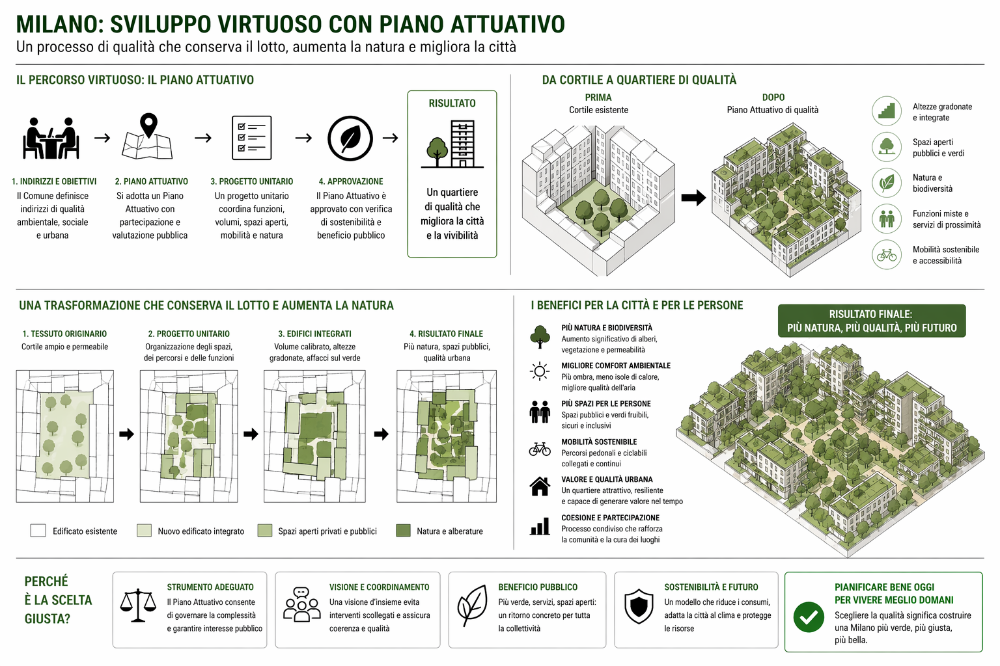 MILANO: SVILUPPO VIRTUOSO CON PIANO ATTUATIVO
Un processo di qualità che conserva il lotto, aumenta la natura e migliora la città
IL PERCORSO VIRTUOSO: IL PIANO ATTUATIVO
1. INDIRIZZI E OBIETTIVI
Il Comune definisce
indirizzi di qualità
ambientale, sociale
e urbana
2. PIANO ATTUATIVO
Si adotta un Piano
Attuativo con
partecipazione e
valutazione pubblica
3. PROGETTO UNITARIO
Un progetto unitario
coordina funzioni,
volumi, spazi aperti,
mobilità e natura
4. APPROVAZIONE
Il Piano Attuativo è
approvato con verifica
di sostenibilità e
beneficio pubblico
RISULTATO
Un quartiere
di qualità che
migliora la città
e la vivibilità
DA CORTILE A QUARTIERE DI QUALITÀ
PRIMA
Cortile esistente
DOPO
Piano Attuativo di qualità
Altezze gradonate
e integrate
Spazi aperti
pubblici e verdi
Natura e
biodiversità
Funzioni miste e
servizi di prossimità
Mobilità sostenibile
e accessibilità
UNA TRASFORMAZIONE CHE CONSERVA IL LOTTO E AUMENTA LA NATURA
1. TESSUTO ORIGINARIO
Cortile ampio e permeabile
2. PROGETTO UNITARIO
Organizzazione degli spazi,
dei percorsi e delle funzioni
3. EDIFICI INTEGRATI
Volume calibrato, altezze
gradonate, affacci sul verde
4. RISULTATO FINALE
Più natura, spazi pubblici,
qualità urbana
Edificato esistente
Nuovo edificato integrato
Spazi aperti privati e pubblici
Natura e alberature
I BENEFICI PER LA CITTÀ E PER LE PERSONE
PIÙ NATURA E BIODIVERSITÀ
Aumento significativo di alberi,
vegetazione e permeabilità
MIGLIORE COMFORT AMBIENTALE
Più ombra, meno isole di calore,
migliore qualità dell'aria
PIÙ SPAZI PER LE PERSONE
Spazi pubblici e verdi fruibili,
sicuri e inclusivi
MOBILITÀ SOSTENIBILE
Percorsi pedonali e ciclabili
collegati e continui
VALORE E QUALITÀ URBANA
Un quartiere attrattivo, resiliente
e capace di generare valore nel tempo
COESIONE E PARTECIPAZIONE
Processo condiviso che rafforza
la comunità e la cura dei luoghi
RISULTATO FINALE:
PIÙ NATURA, PIÙ QUALITÀ, PIÙ FUTURO
PERCHÉ
È LA SCELTA
GIUSTA?
STRUMENTO ADEGUATO
Il Piano Attuativo consente
di governare la complessità
e garantire interesse pubblico
VISIONE E COORDINAMENTO
Una visione d'insieme evita
interventi scollegati e assicura
coerenza e qualità
BENEFICIO PUBBLICO
Più verde, servizi, spazi aperti:
un ritorno concreto per tutta
la collettività
SOSTENIBILITÀ E FUTURO
Un modello che riduce i consumi,
adatta la città al clima e protegge
le risorse
PIANIFICARE BENE OGGI
PER VIVERE MEGLIO DOMANI
Scegliere la qualità significa costruire
una Milano più verde, più giusta,
più bella.